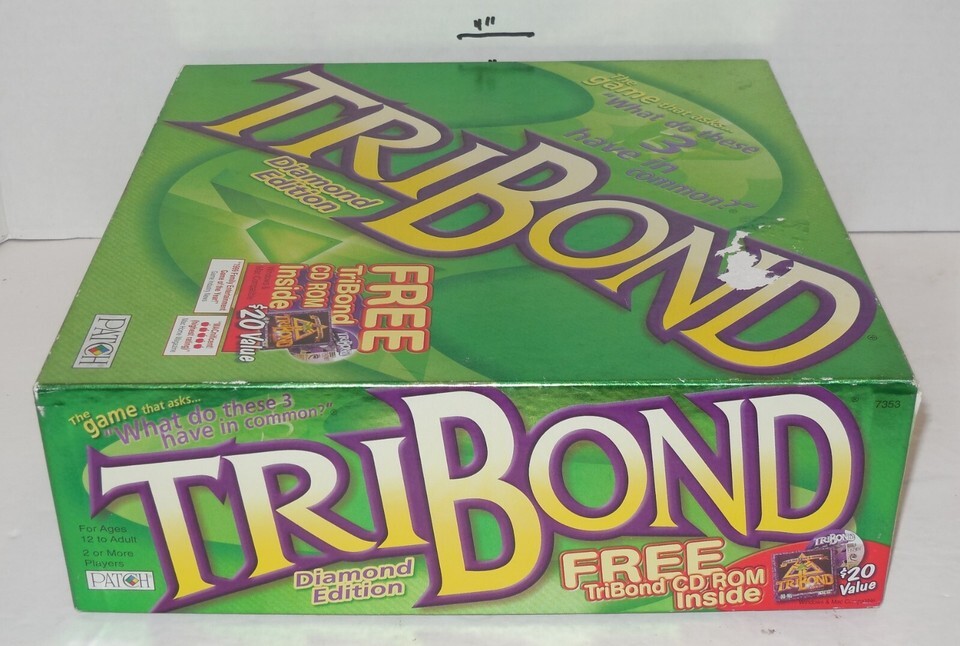 4"
The
game that asks...
"What do these
3
have in
common?"
TRIBOND
Diamond
Edition
FREE
TriBond
CD ROM
Inside
$20 Value
TRIBOND
PATCH
The
game that asks...
"What do these 3
have in common?"
TRIBOND
7353
For Ages
12 to Adult
2 or More
Players
PATCH
Diamond
Edition
FREE
TriBond CD ROM
Inside
TRIBOND
TRIBOND
$20
Value